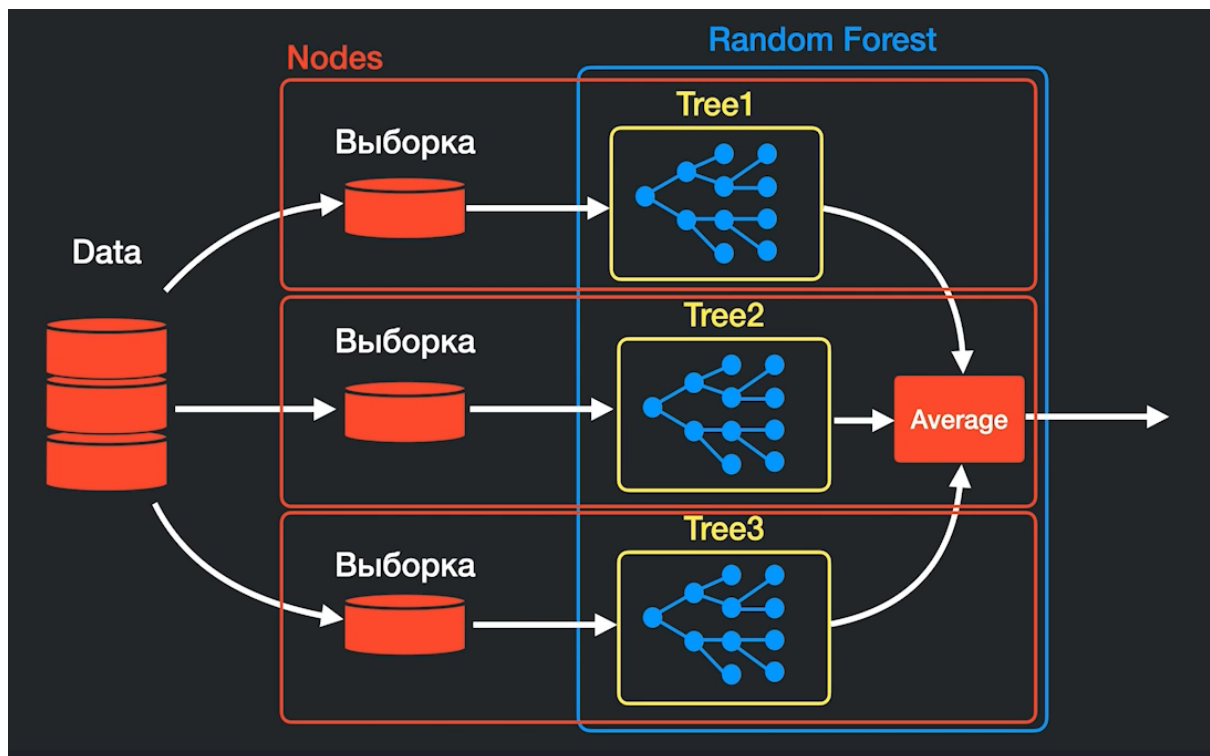 Random Forest
Nodes
Tree1
Выборка
Data
Tree2
Выборка
Average
Tree3
Выборка